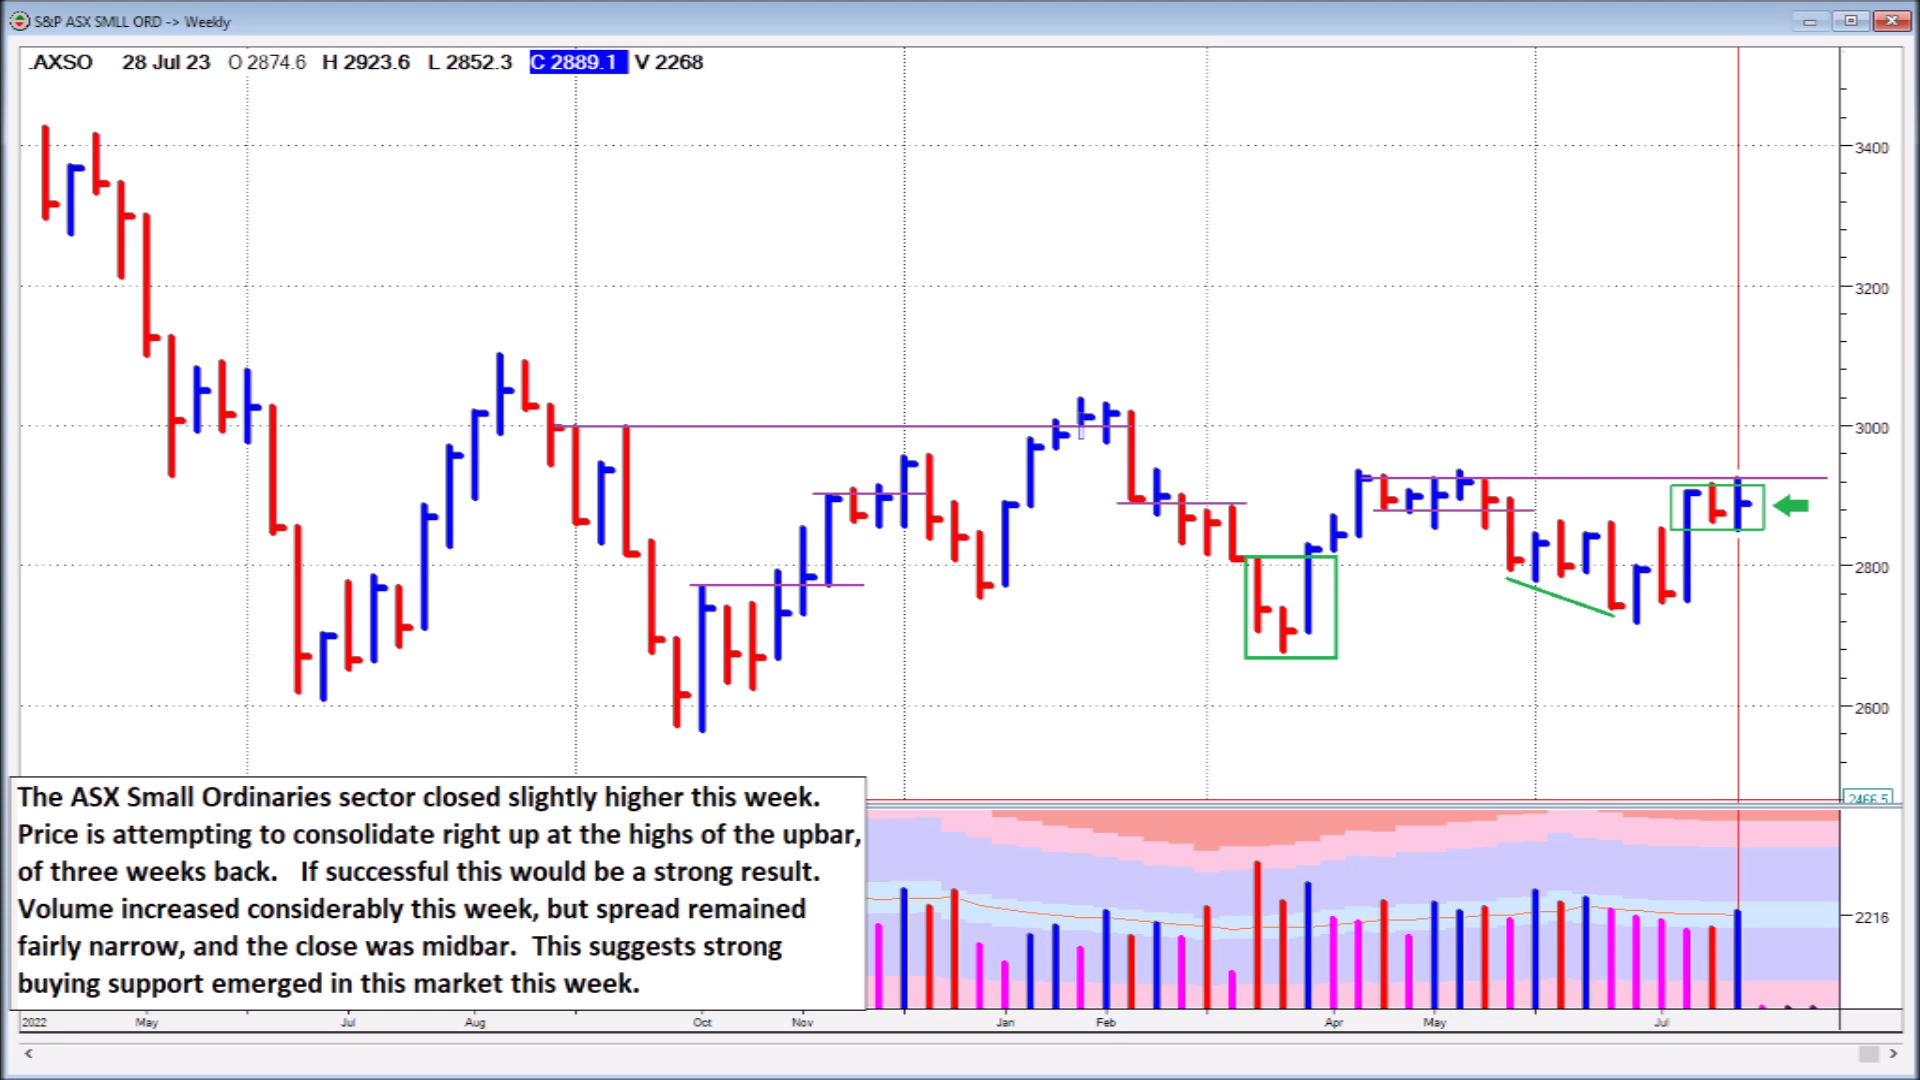 S&P ASX SMLL ORD -> Weekly
.AXSO 28 Jul 23 O 2874.6 H 2923.6 L 2852.3 C 2889.1 V 2268
3400
3200
3000
2800
2600
2466.5
The ASX Small Ordinaries sector closed slightly higher this week.
Price is attempting to consolidate right up at the highs of the upbar,
of three weeks back. If successful this would be a strong result.
Volume increased considerably this week, but spread remained
fairly narrow, and the close was midbar. This suggests strong
buying support emerged in this market this week.
2216
2022 May Jul Aug Oct Nov Jan Feb Apr May Jul